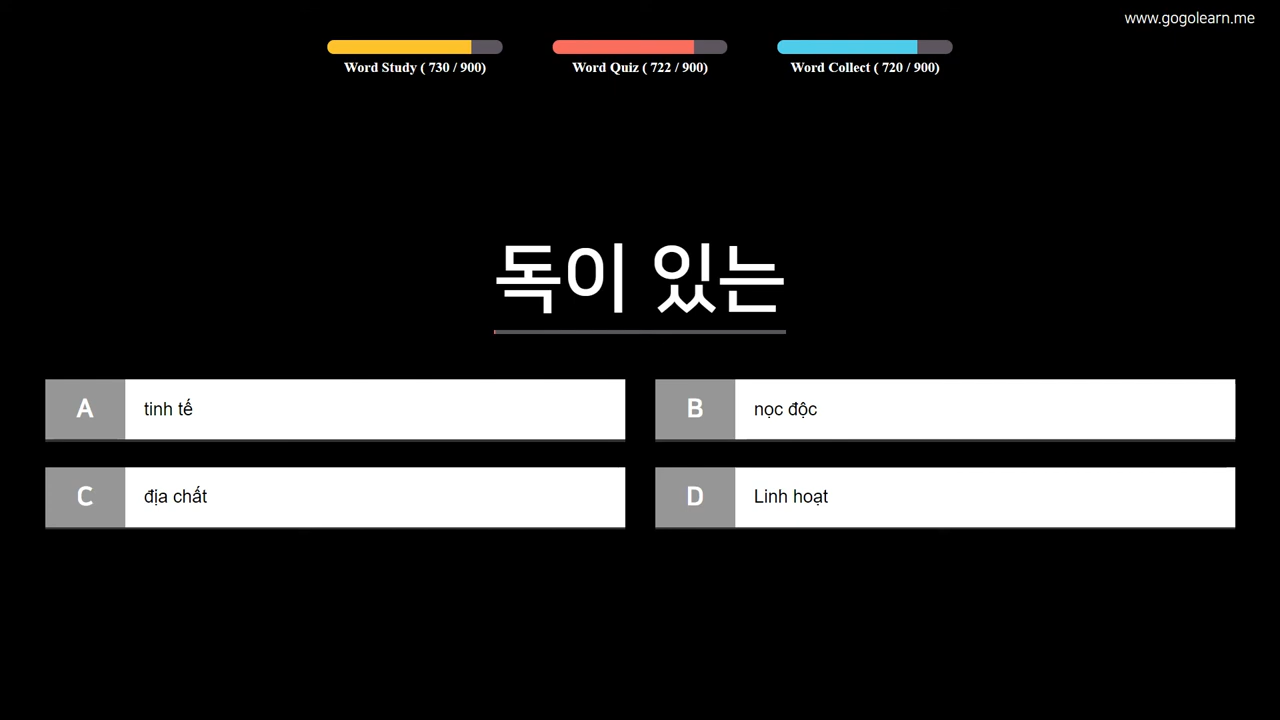 www.gogolearn.me
Word Study ( 730 / 900)
Word Quiz ( 722 / 900)
Word Collect ( 720 / 900)
독이 있는
A tinh tế
B nọc độc
C địa chất
D Linh hoạt